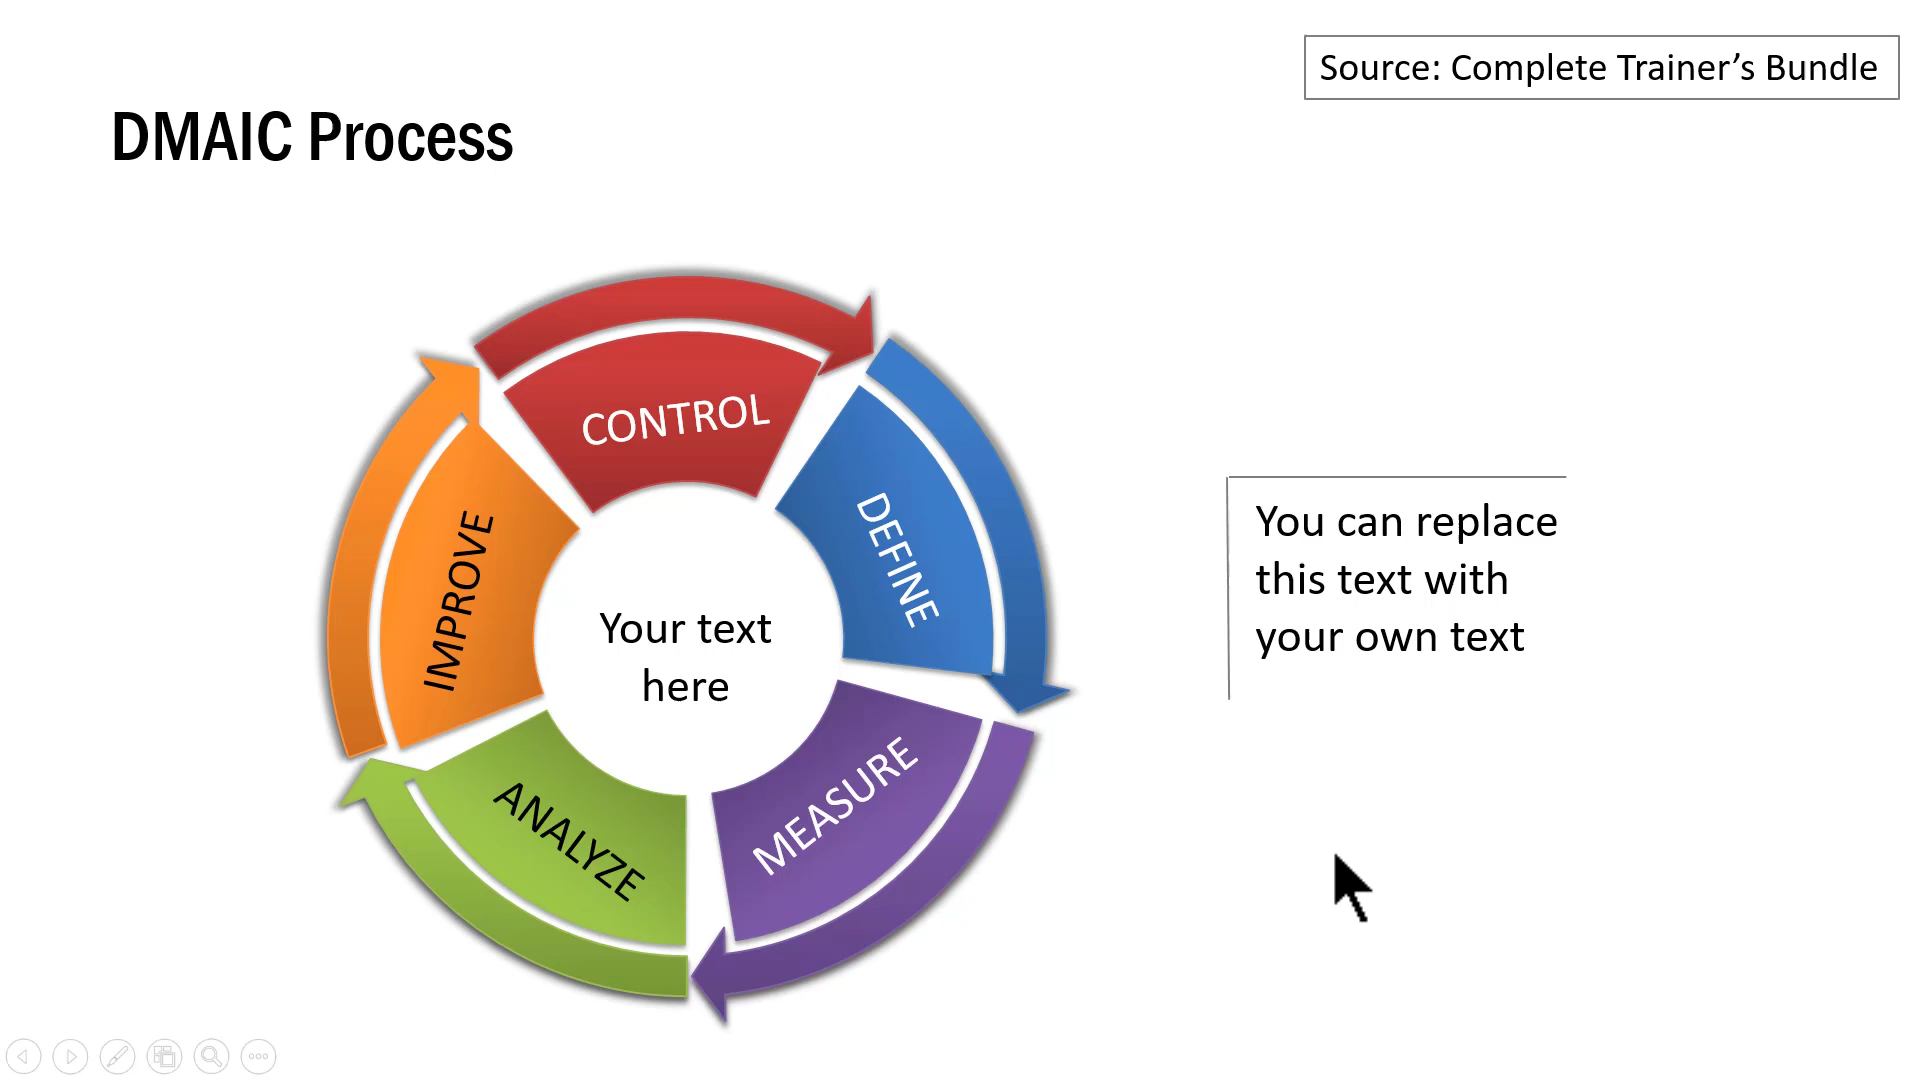 Source: Complete Trainer’s Bundle
DMAIC Process
CONTROL
DEFINE
IMPROVE
You can replace
this text with
your own text
Your text
here
MEASURE
ANALYZE